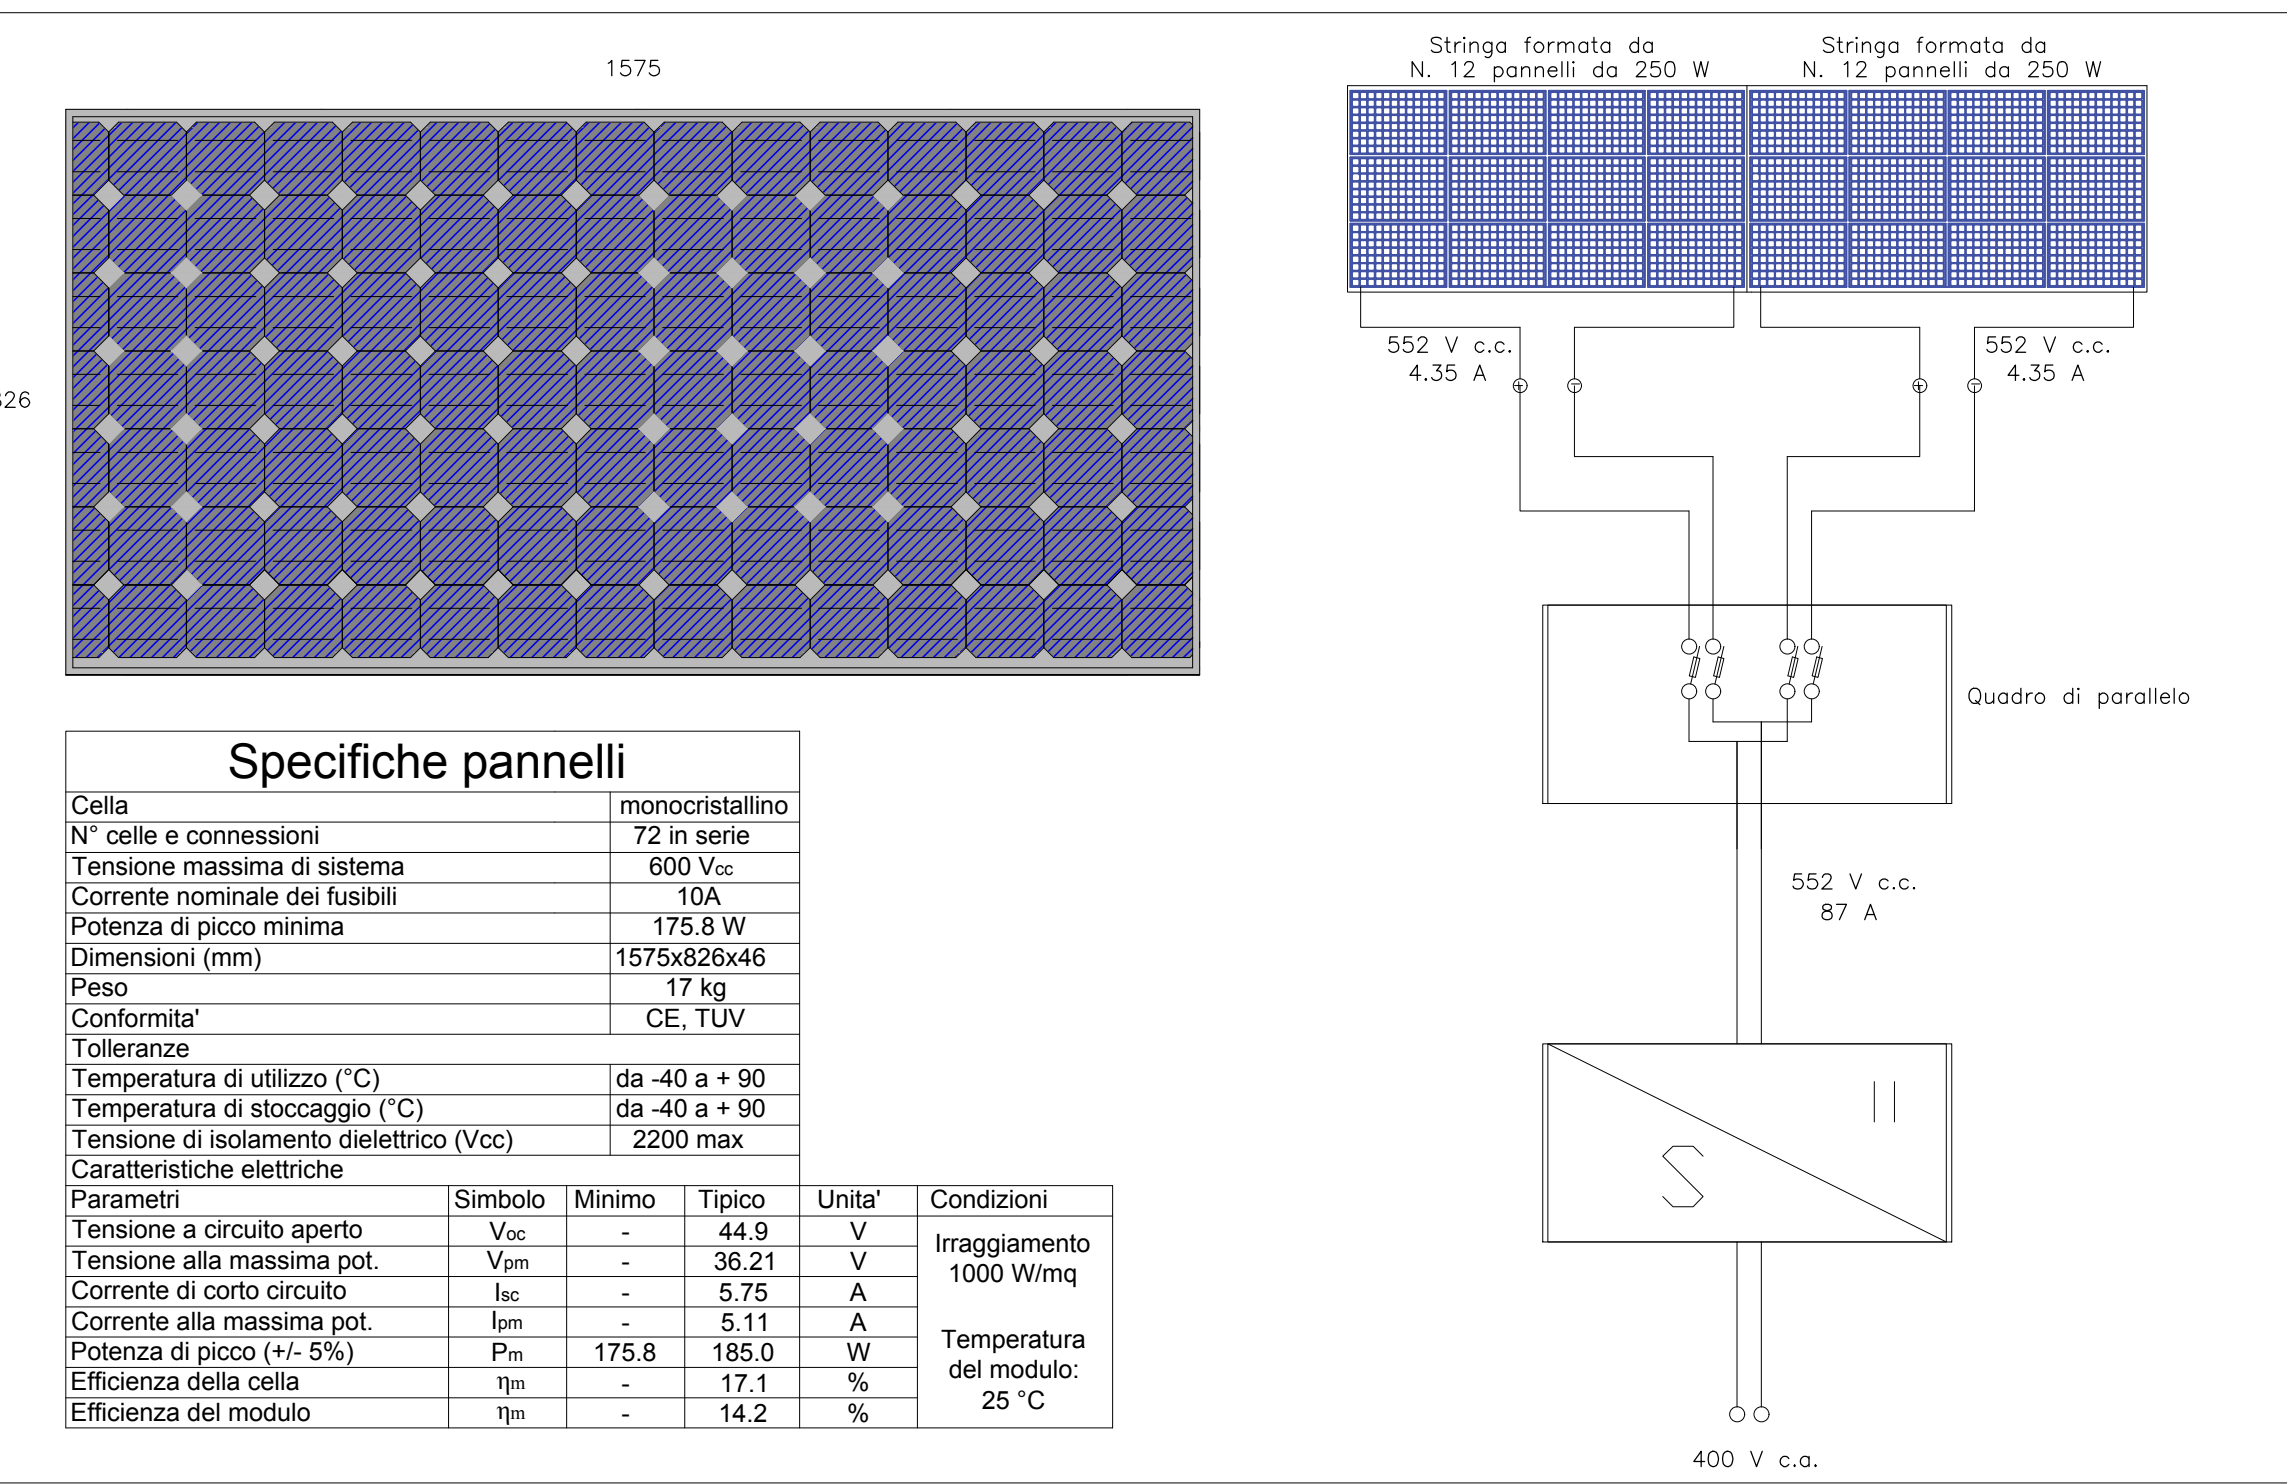 1575
26
Specifiche pannelli
Cella monocristallino
N° celle e connessioni 72 in serie
Tensione massima di sistema 600 Vcc
Corrente nominale dei fusibili 10A
Potenza di picco minima 175.8 W
Dimensioni (mm) 1575x826x46
Peso 17 kg
Conformita' CE, TUV
Tolleranze
Temperatura di utilizzo (°C) da -40 a + 90
Temperatura di stoccaggio (°C) da -40 a + 90
Tensione di isolamento dielettrico (Vcc) 2200 max
Caratteristiche elettriche
Parametri Simbolo Minimo Tipico Unita' Condizioni
Tensione a circuito aperto Voc - 44.9 V
Tensione alla massima pot. Vpm - 36.21 V
Corrente di corto circuito Isc - 5.75 A
Corrente alla massima pot. Ipm - 5.11 A
Potenza di picco (+/- 5%) Pm 175.8 185.0 W
Efficienza della cella ηm - 17.1 %
Efficienza del modulo ηm - 14.2 %
Irraggiamento
1000 W/mq
Temperatura
del modulo:
25 °C
Stringa formata da
N. 12 pannelli da 250 W
Stringa formata da
N. 12 pannelli da 250 W
552 V c.c.
4.35 A
+ -
552 V c.c.
4.35 A
+ -
Quadro di parallelo
552 V c.c.
87 A
S
400 V c.a.